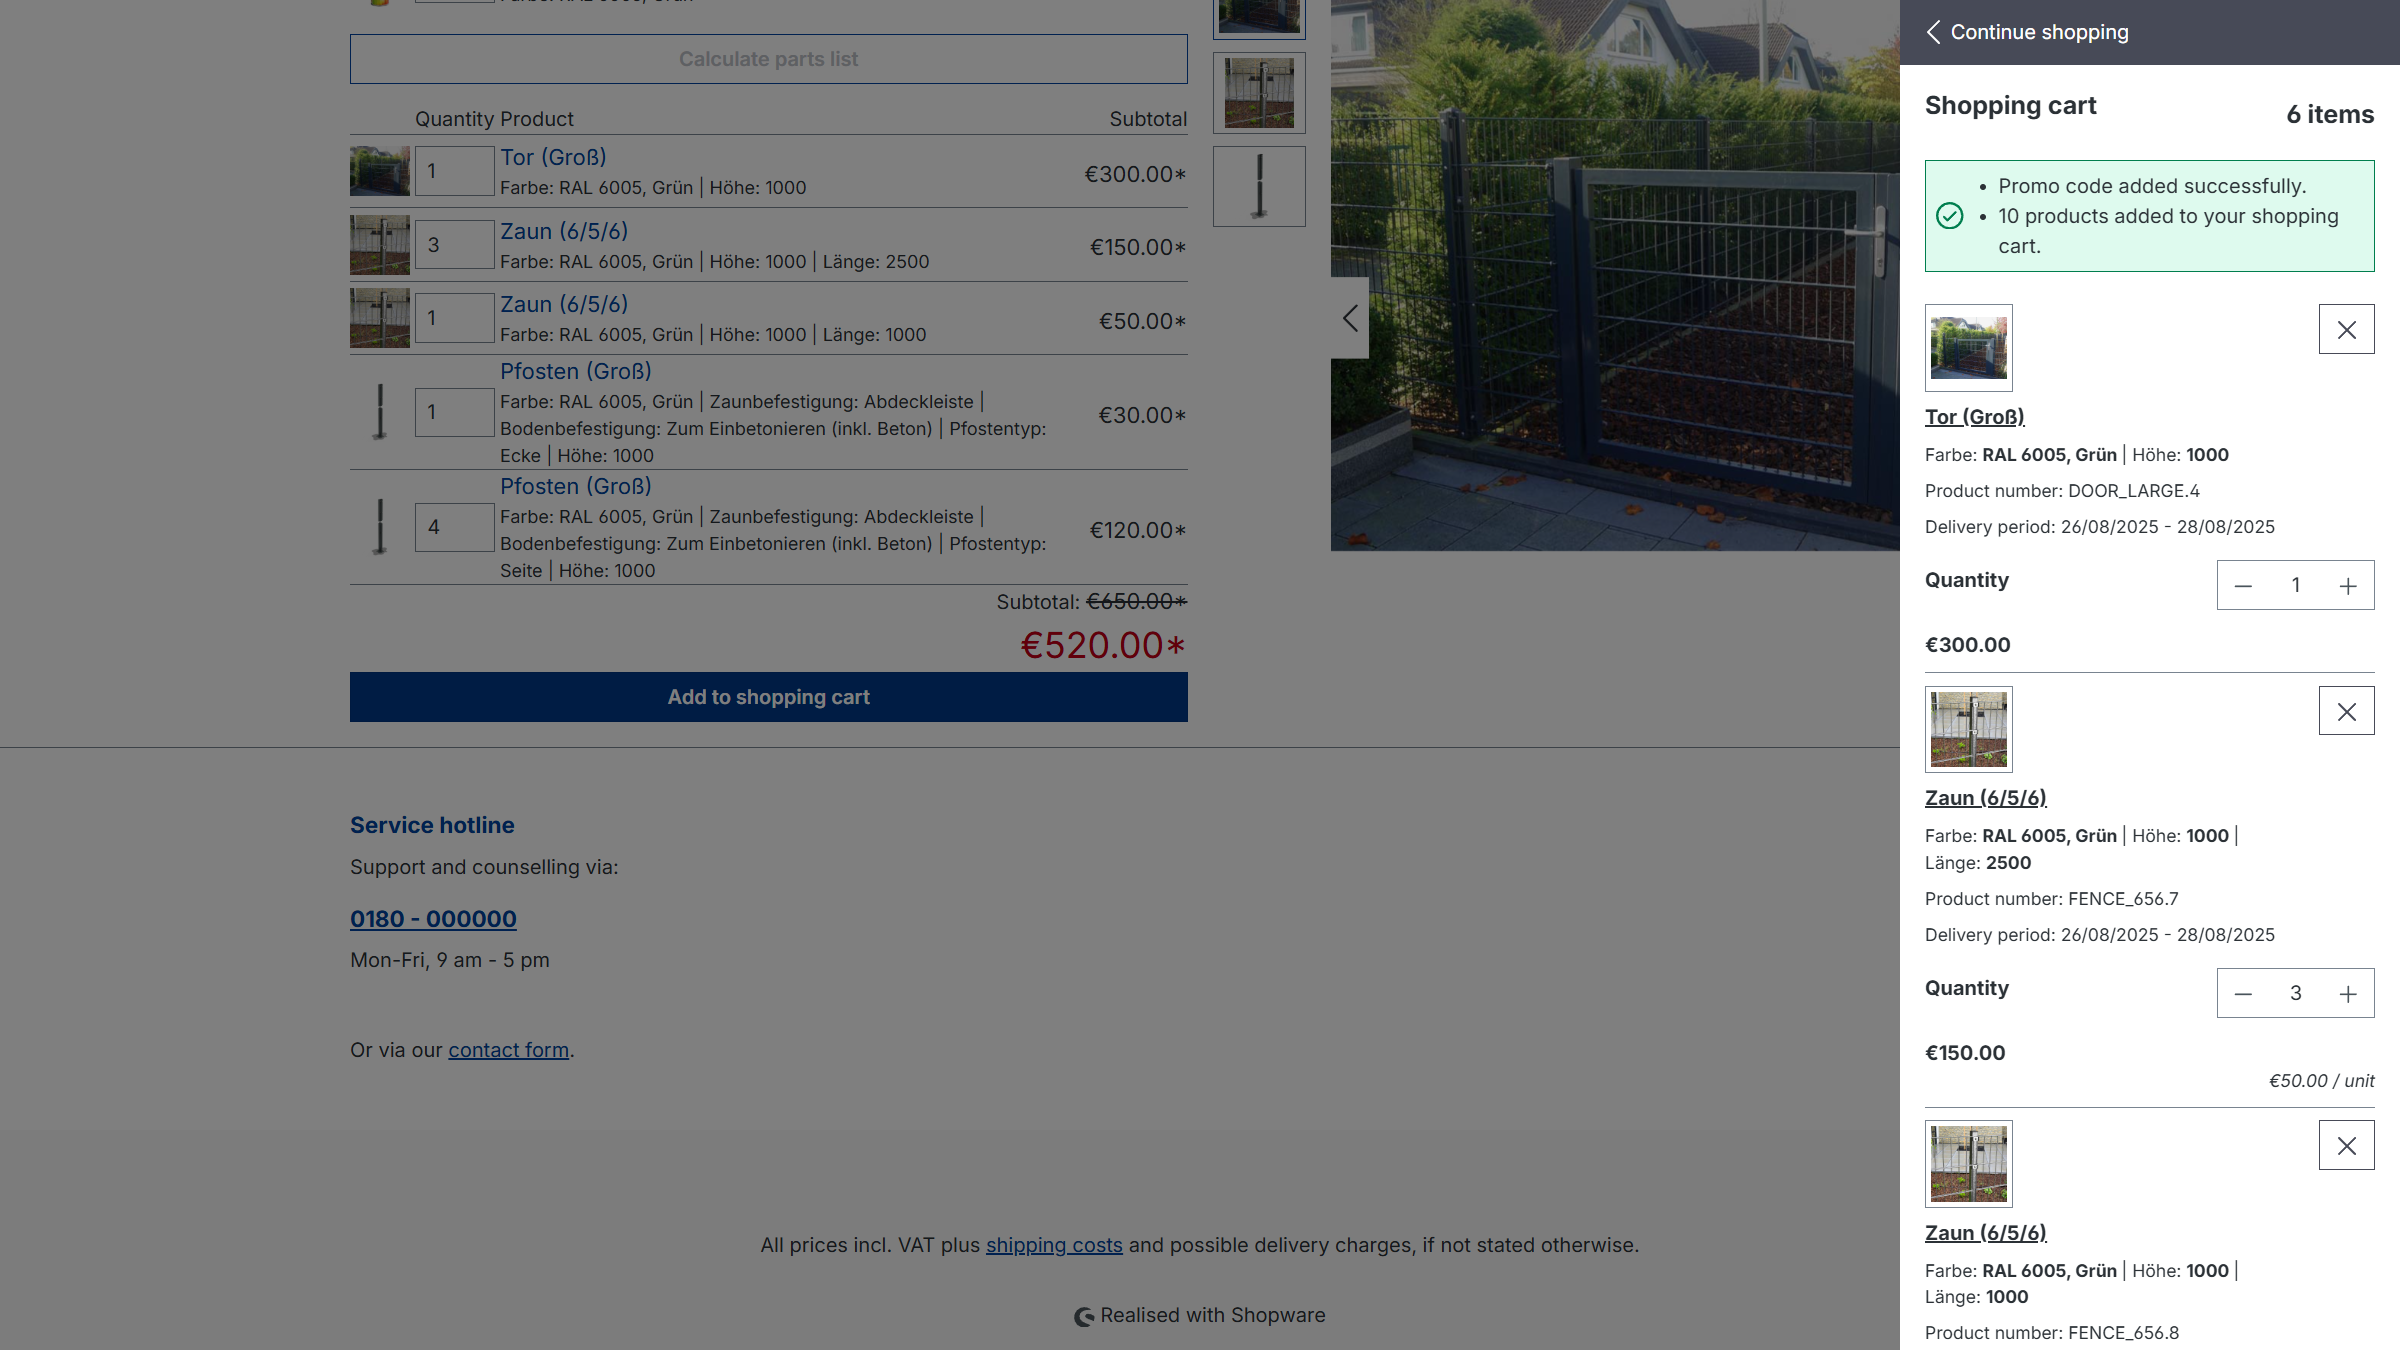 Calculate parts list
Quantity Product Subtotal
1 Tor (Groß) €300.00*
Farbe: RAL 6005, Grün | Höhe: 1000
3 Zaun (6/5/6) €150.00*
Farbe: RAL 6005, Grün | Höhe: 1000 | Länge: 2500
1 Zaun (6/5/6) €50.00*
Farbe: RAL 6005, Grün | Höhe: 1000 | Länge: 1000
Pfosten (Groß)
1 Farbe: RAL 6005, Grün | Zaunbefestigung: Abdeckleiste | €30.00*
Bodenbefestigung: Zum Einbetonieren (inkl. Beton) | Pfostentyp:
Ecke | Höhe: 1000
Pfosten (Groß)
4 Farbe: RAL 6005, Grün | Zaunbefestigung: Abdeckleiste | €120.00*
Bodenbefestigung: Zum Einbetonieren (inkl. Beton) | Pfostentyp:
Seite | Höhe: 1000
Subtotal: €650.00*
€520.00*
Add to shopping cart
Service hotline
Support and counselling via:
0180 - 000000
Mon-Fri, 9 am - 5 pm
Or via our contact form.
All prices incl. VAT plus shipping costs and possible delivery charges, if not stated otherwise.
Realised with Shopware
Continue shopping
Shopping cart
6 items
• Promo code added successfully.
• 10 products added to your shopping
cart.
Tor (Groß)
Farbe: RAL 6005, Grün | Höhe: 1000
Product number: DOOR_LARGE.4
Delivery period: 26/08/2025 - 28/08/2025
Quantity
1
€300.00
Zaun (6/5/6)
Farbe: RAL 6005, Grün | Höhe: 1000 |
Länge: 2500
Product number: FENCE_656.7
Delivery period: 26/08/2025 - 28/08/2025
Quantity
3
€150.00
€50.00 / unit
Zaun (6/5/6)
Farbe: RAL 6005, Grün | Höhe: 1000 |
Länge: 1000
Product number: FENCE_656.8